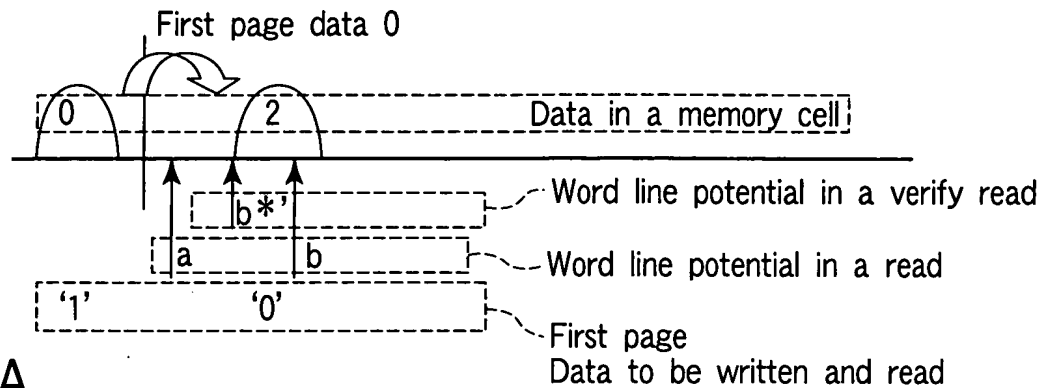 First page data 0
0 2 Data in a memory cell
b*' Word line potential in a verify read
a b Word line potential in a read
'1' '0'
First page
Data to be written and read